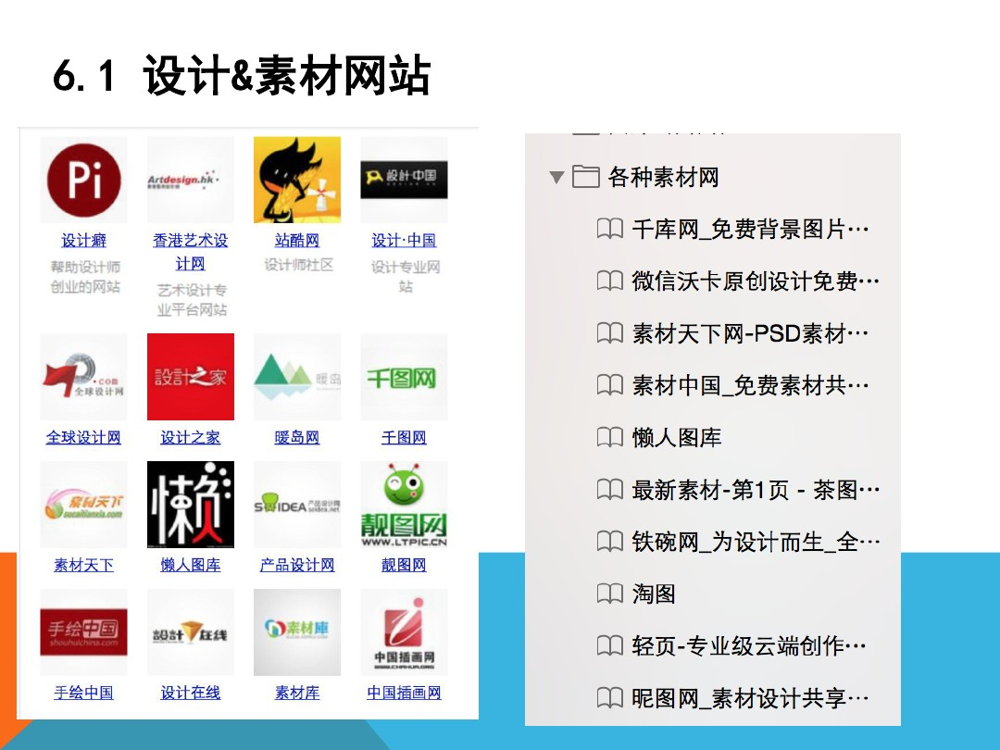 6.1 设计&素材网站
Pi
Artdesign.hk
設計中国
设计癖
香港艺术设
计网
站酷网
设计·中国
帮助设计师
创业的网站
艺术设计专
业平台网站
设计师社区
设计专业网
站
.com
全球设计网
設計之家
暖岛
千图网
全球设计网
设计之家
暖岛网
千图网
素材天下
sucaitianxia.com
懒
SOIDEA
产品设计网
soidea.net
靓图网
WWW.LTPIC.CN
素材天下
懒人图库
产品设计网
靓图网
手绘中国
shouhuichina.com
設計在线
素材庫
中国插画网
手绘中国
设计在线
素材库
中国插画网
各种素材网
千库网_免费背景图片…
微信沃卡原创设计免费…
素材天下网-PSD素材…
素材中国_免费素材共…
懒人图库
最新素材-第1页 - 茶图…
铁碗网_为设计而生_全…
淘图
轻页-专业级云端创作…
昵图网_素材设计共享…